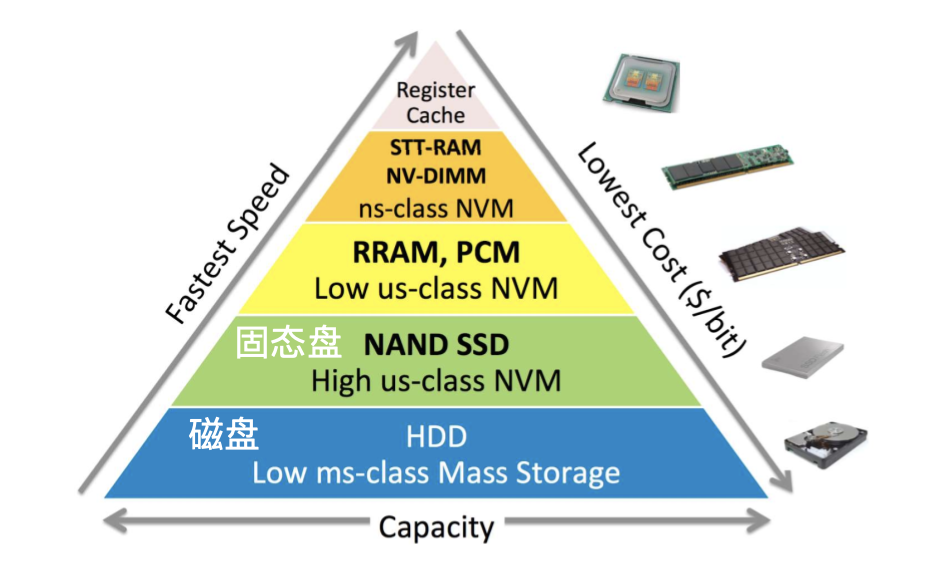 Register
Cache
STT-RAM
NV-DIMM
ns-class NVM
RRAM, PCM
Low us-class NVM
固态盘 NAND SSD
High us-class NVM
磁盘 HDD
Low ms-class Mass Storage
Fastest Speed
Lowest Cost ($/bit)
Capacity